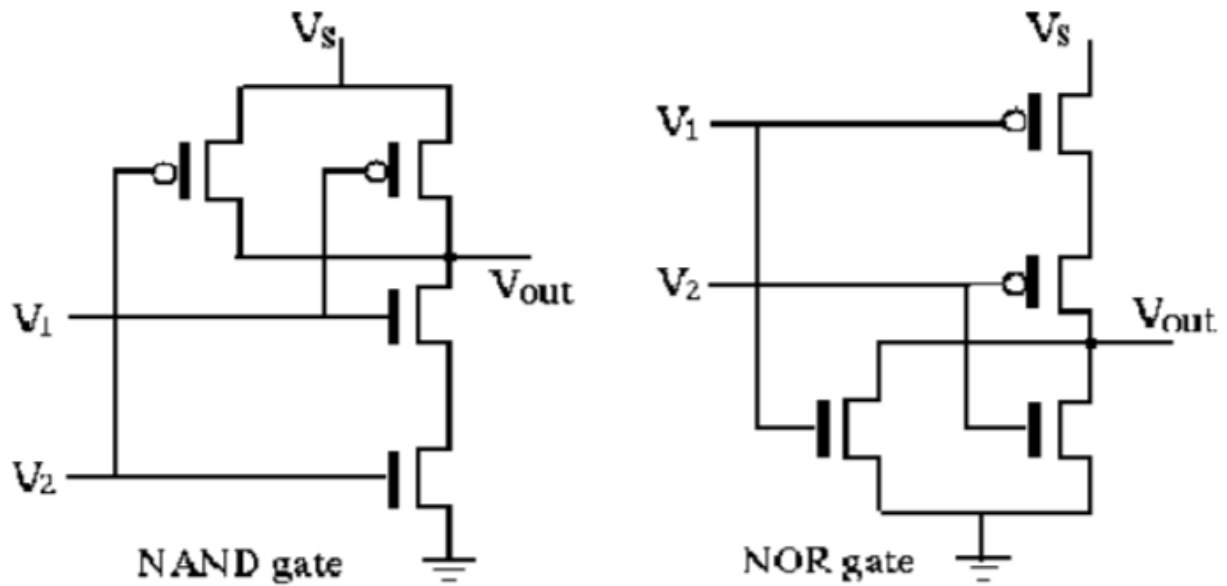 Vs
Vs
V1
V2
Vout
Vout
V1
V2
NAND gate
NOR gate